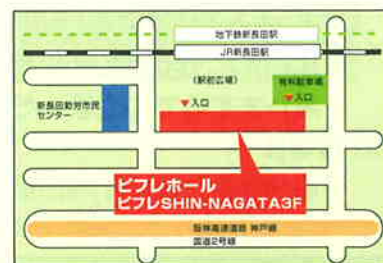 地下鉄新長田駅
JR新長田駅
(駅前広場)
有料駐車場
▼入口
▼入口
新長田勤労市民
センター
ピフレホール
ピフレSHIN-NAGATA3F
阪神高速道路 神戸線
国道2号線